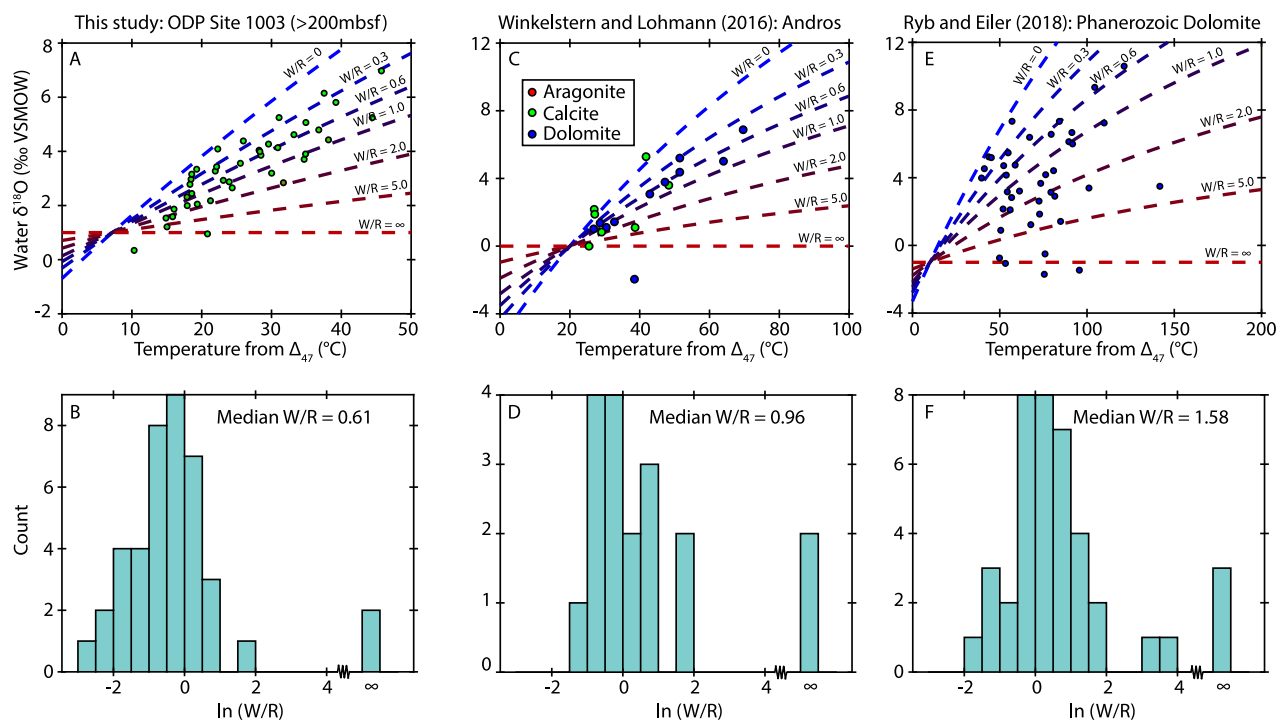 This study: ODP Site 1003 (>200mbsf)
Winkelstern and Lohmann (2016): Andros
Ryb and Eiler (2018): Phanerozoic Dolomite
A
8
6
4
2
0
-2
Water δ18O (‰ VSMOW)
W/R = 0
W/R = 0.3
W/R = 0.6
W/R = 1.0
W/R = 2.0
W/R = 5.0
W/R = ∞
0 10 20 30 40 50
Temperature from Δ47 (°C)
C
12
8
4
0
-4
Aragonite
Calcite
Dolomite
W/R = 0
W/R = 0.3
W/R = 0.6
W/R = 1.0
W/R = 2.0
W/R = 5.0
W/R = ∞
0 20 40 60 80 100
Temperature from Δ47 (°C)
E
12
8
4
0
-4
W/R = 0
W/R = 0.3
W/R = 0.6
W/R = 1.0
W/R = 2.0
W/R = 5.0
W/R = ∞
0 50 100 150 200
Temperature from Δ47 (°C)
B
Median W/R = 0.61
8
6
4
2
0
Count
-2 0 2 4 ∞
ln (W/R)
D
Median W/R = 0.96
4
3
2
1
0
-2 0 2 4 ∞
ln (W/R)
F
Median W/R = 1.58
8
6
4
2
0
-2 0 2 4 ∞
ln (W/R)